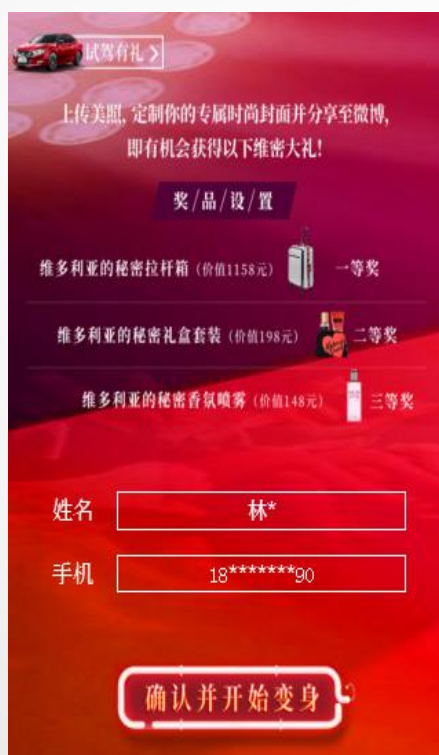 试驾有礼>
上传美照, 定制你的专属时尚封面并分享至微博,
即有机会获得以下维密大礼!
奖/品/设/置
维多利亚的秘密拉杆箱 (价值1158元) 一等奖
维多利亚的秘密礼盒套装 (价值198元) 二等奖
维多利亚的秘密香氛喷雾 (价值148元) 三等奖
姓名 林*
手机 18*******90
确认并开始变身